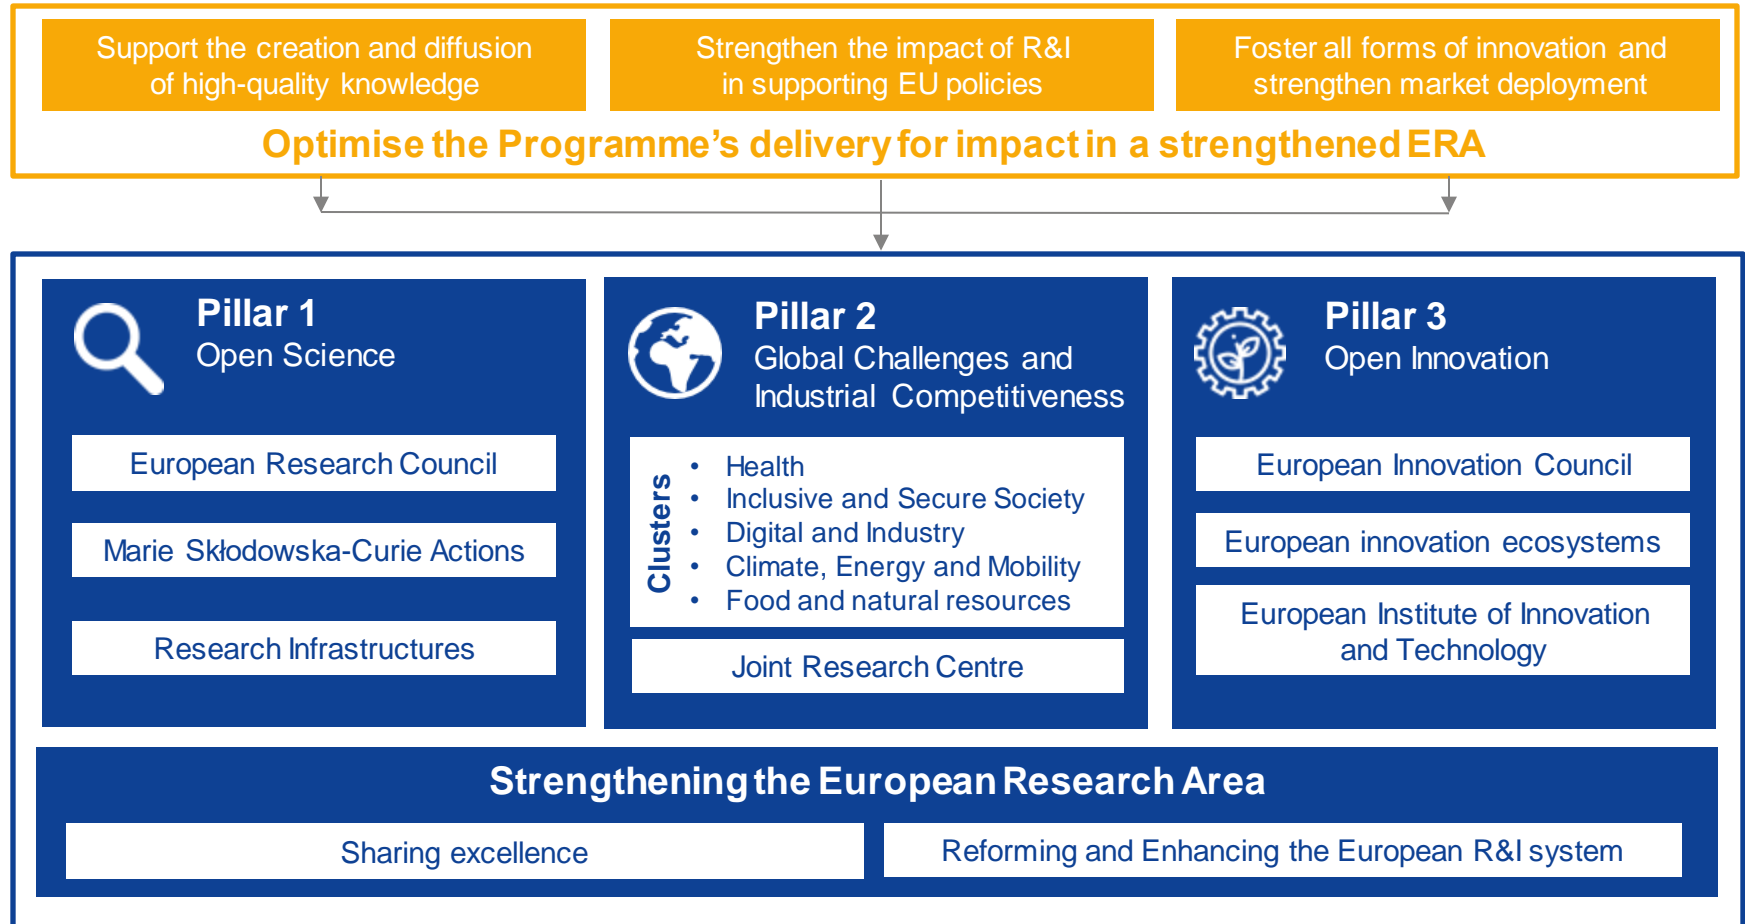 Support the creation and diffusion
of high-quality knowledge
Strengthen the impact of R&I
in supporting EU policies
Foster all forms of innovation and
strengthen market deployment
Optimise the Programme's delivery for impact in a strengthened ERA
Pillar 1
Open Science
European Research Council
Marie Skłodowska-Curie Actions
Research Infrastructures
Pillar 2
Global Challenges and
Industrial Competitiveness
Clusters
• Health
• Inclusive and Secure Society
• Digital and Industry
• Climate, Energy and Mobility
• Food and natural resources
Joint Research Centre
Pillar 3
Open Innovation
European Innovation Council
European innovation ecosystems
European Institute of Innovation
and Technology
Strengthening the European Research Area
Sharing excellence
Reforming and Enhancing the European R&I system